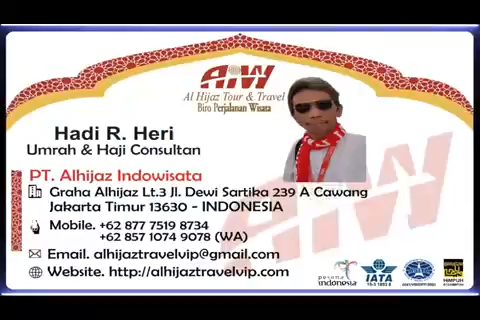 AIW
Al Hijaz Tour & Travel
Biro Perjalanan Wisata
Hadi R. Heri
Umrah & Haji Consultan
PT. Alhijaz Indowisata
Graha Alhijaz Lt.3 Jl. Dewi Sartika 239 A Cawang
Jakarta Timur 13630 - INDONESIA
Mobile. +62 877 7519 8734
+62 857 1074 9078 (WA)
Email. alhijaztravelvip@gmail.com
Website. http://alhijaztravelvip.com
pesona
indonesia
IATA
HIMPUH